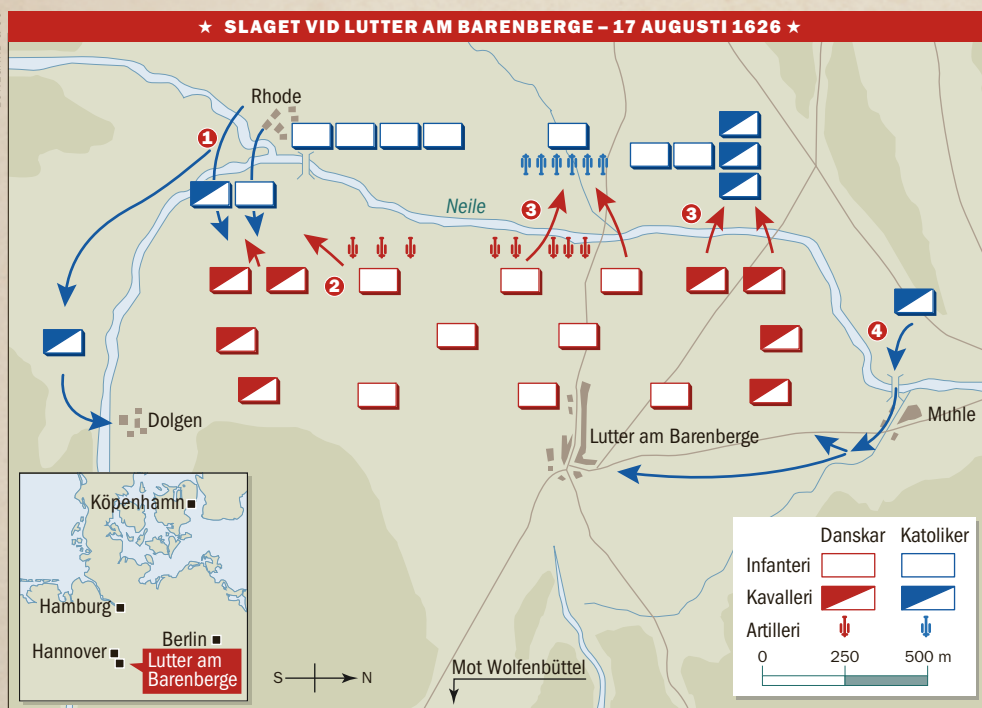 ★ SLAGET VID LUTTER AM BARENBERGE – 17 AUGUSTI 1626 ★
Rhode
1
Neile
3
3
2
4
Dolgen
Lutter am Barenberge
Muhle
Köpenhamn
Hamburg
Berlin
Hannover
Lutter am
Barenberge
S N
Mot Wolfenbüttel
Danskar Katoliker
Infanteri
Kavalleri
Artilleri
0 250 500 m